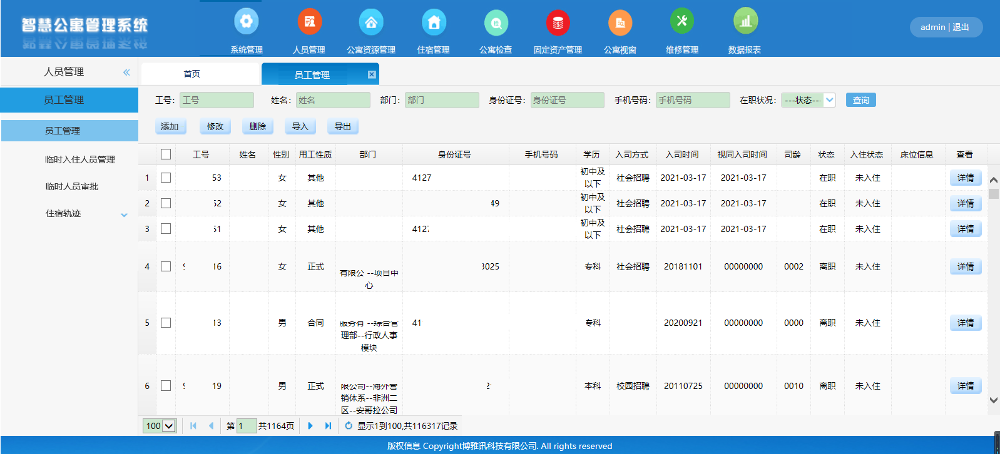 智慧公寓管理系统
系统管理 人员管理 公寓资源管理 住宿管理 公寓检查 固定资产管理 公寓视窗 维修管理 数据报表
admin | 退出
人员管理
首页 员工管理
员工管理
工号: 工号 姓名: 姓名 部门: 部门 身份证号: 身份证号 手机号码: 手机号码 在职状况: ---状态--- 查询
员工管理
添加 修改 删除 导入 导出
临时入住人员管理
临时人员审批
住宿轨迹
工号 姓名 性别 用工性质 部门 身份证号 手机号码 学历 入司方式 入司时间 视同入司时间 司龄 状态 入住状态 床位信息 查看
1 53 女 其他 4127 初中及以下 社会招聘 2021-03-17 2021-03-17 在职 未入住 详情
2 52 女 其他 49 初中及以下 社会招聘 2021-03-17 2021-03-17 在职 未入住 详情
3 51 女 其他 4127 初中及以下 社会招聘 2021-03-17 2021-03-17 在职 未入住 详情
4 9 16 女 正式 有限公 --项目中心 3025 专科 社会招聘 20181101 00000000 0002 离职 未入住 详情
5 13 男 合同 服务有 --综合管理部--行政人事模块 41 专科 20200921 00000000 0000 离职 未入住 详情
6 9 19 男 正式 限公司--海外营销体系--非洲二区--安哥拉公司 21 本科 校园招聘 20110725 00000000 0010 离职 未入住 详情
100 第 1 共1164页 显示1到100,共116317记录
版权信息 Copyright博雅讯科技有限公司. All rights reserved